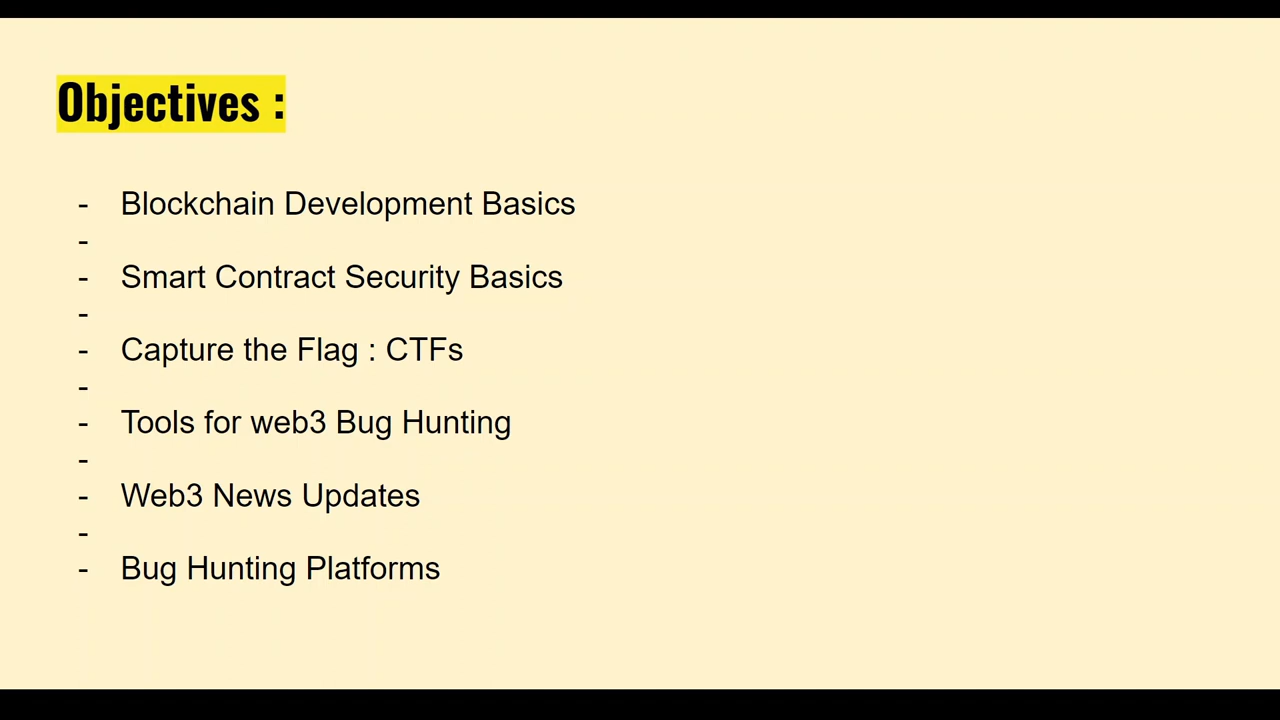 Objectives :
- Blockchain Development Basics
-
- Smart Contract Security Basics
-
- Capture the Flag : CTFs
-
- Tools for web3 Bug Hunting
-
- Web3 News Updates
-
- Bug Hunting Platforms